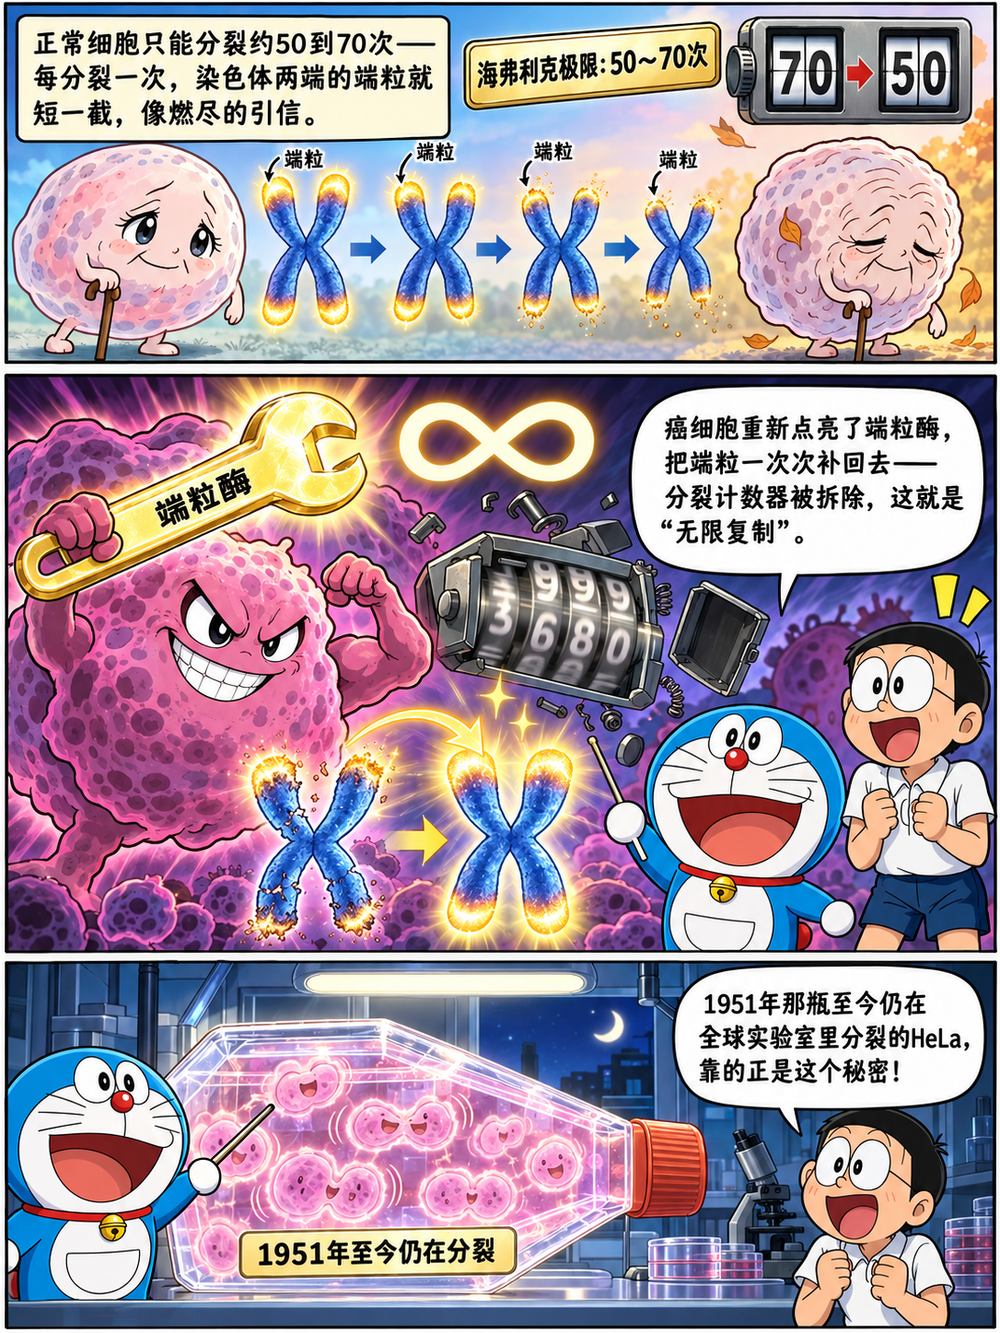 正常细胞只能分裂约50到70次——
每分裂一次，染色体两端的端粒就
短一截，像燃尽的引信。
海弗利克极限：50～70次
70
50
端粒
端粒
端粒
端粒
端粒酶
癌细胞重新点亮了端粒酶，
把端粒一次次补回去——
分裂计数器被拆除，这就是
“无限复制”。
999
3680
1951年那瓶至今仍在
全球实验室里分裂的HeLa，
靠的正是这个秘密！
1951年至今仍在分裂